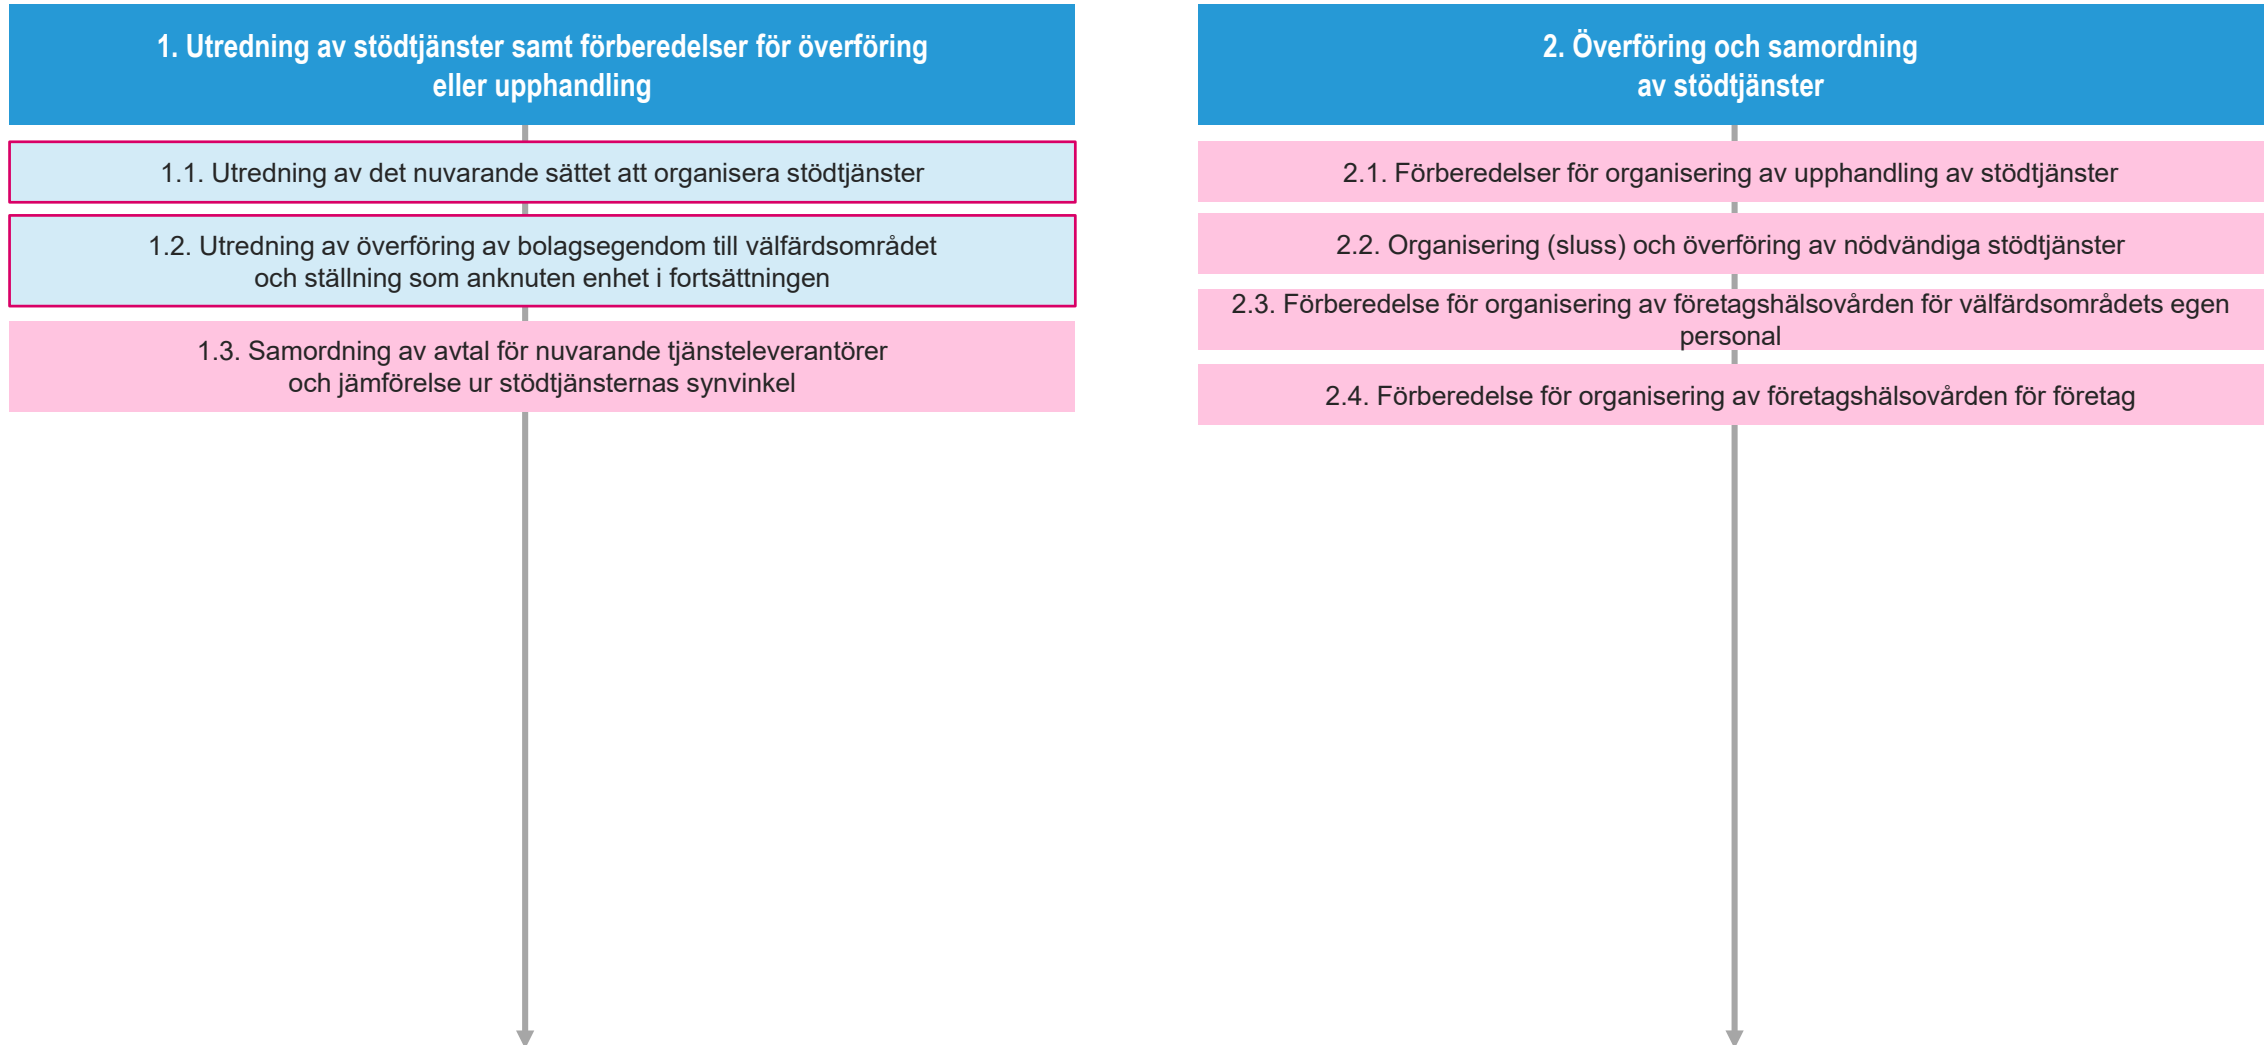 1. Utredning av stödtjänster samt förberedelser för överföring
eller upphandling
1.1. Utredning av det nuvarande sättet att organisera stödtjänster
1.2. Utredning av överföring av bolagsegendom till välfärdsområdet
och ställning som anknuten enhet i fortsättningen
1.3. Samordning av avtal för nuvarande tjänsteleverantörer
och jämförelse ur stödtjänsternas synvinkel
2. Överföring och samordning
av stödtjänster
2.1. Förberedelser för organisering av upphandling av stödtjänster
2.2. Organisering (sluss) och överföring av nödvändiga stödtjänster
2.3. Förberedelse för organisering av företagshälsovården för välfärdsområdets egen
personal
2.4. Förberedelse för organisering av företagshälsovården för företag